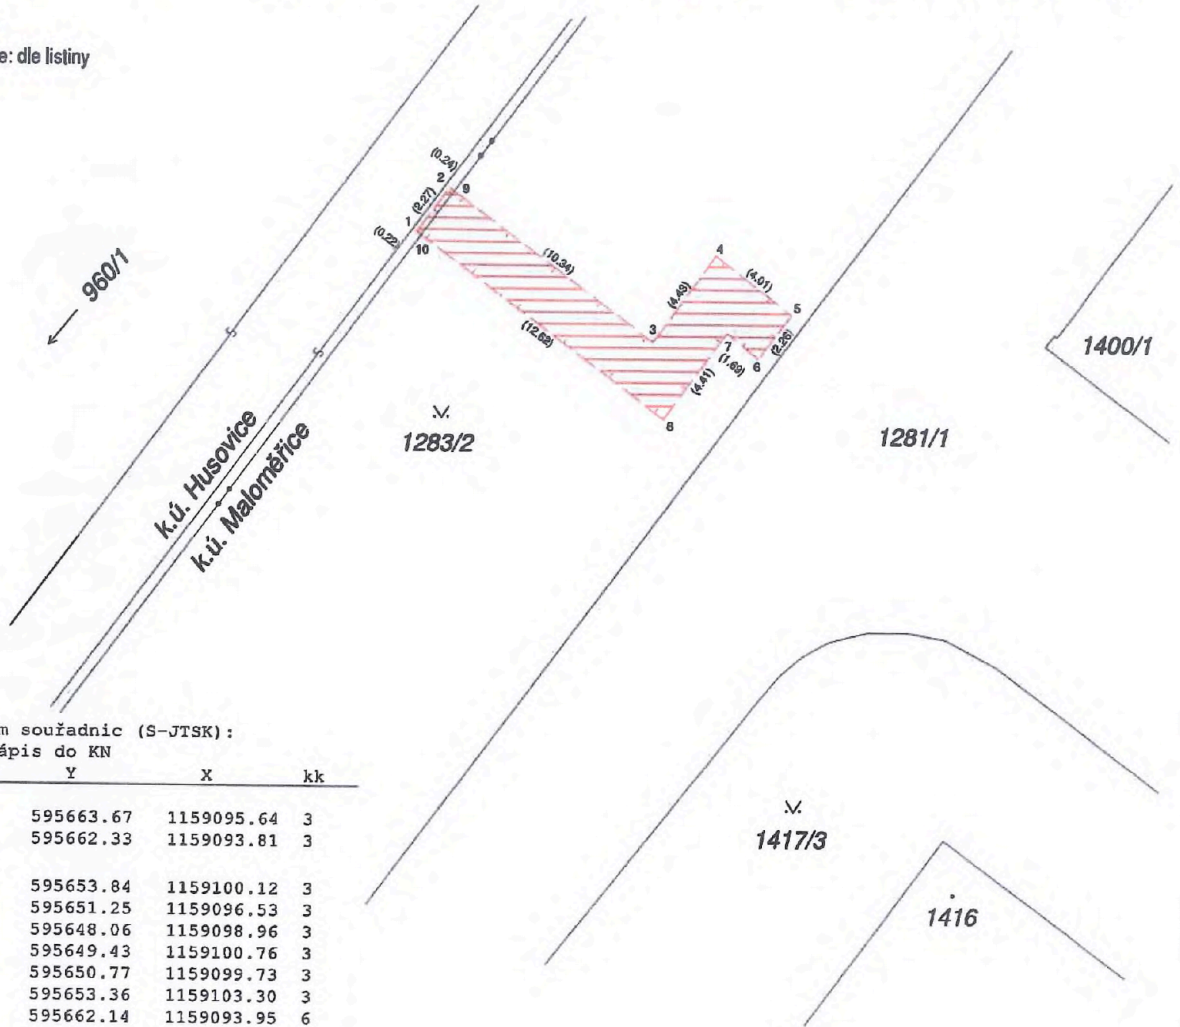 e: dle listiny
(0.24)
2
9
(2.27)
1
(0.22)
10
960/1
(10.34)
4
(4.01)
(4.43)
5
3
7
(2.26)
(1.69)
6
(12.62)
(4.41)
8
1400/1
1283/2
1281/1
k.ú. Husovice
k.ú. Maloměřice
m souřadnic (S-JTSK):
ápis do KN
Y X kk
595663.67 1159095.64 3
595662.33 1159093.81 3
595653.84 1159100.12 3
595651.25 1159096.53 3
595648.06 1159098.96 3
595649.43 1159100.76 3
595650.77 1159099.73 3
595653.36 1159103.30 3
595662.14 1159093.95 6
1417/3
1416